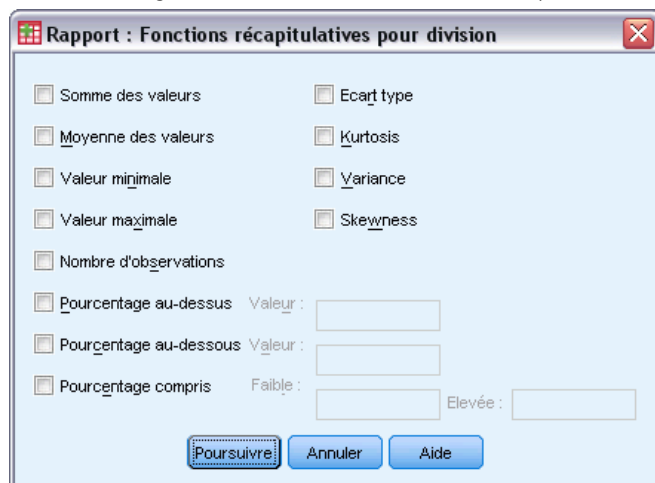 Rapport : Fonctions récapitulatives pour division
Somme des valeurs
Ecart type
Moyenne des valeurs
Kurtosis
Valeur minimale
Variance
Valeur maximale
Skewness
Nombre d'observations
Pourcentage au-dessus Valeur :
Pourcentage au-dessous Valeur :
Pourcentage compris Faible :
Elevée :
Poursuivre Annuler Aide